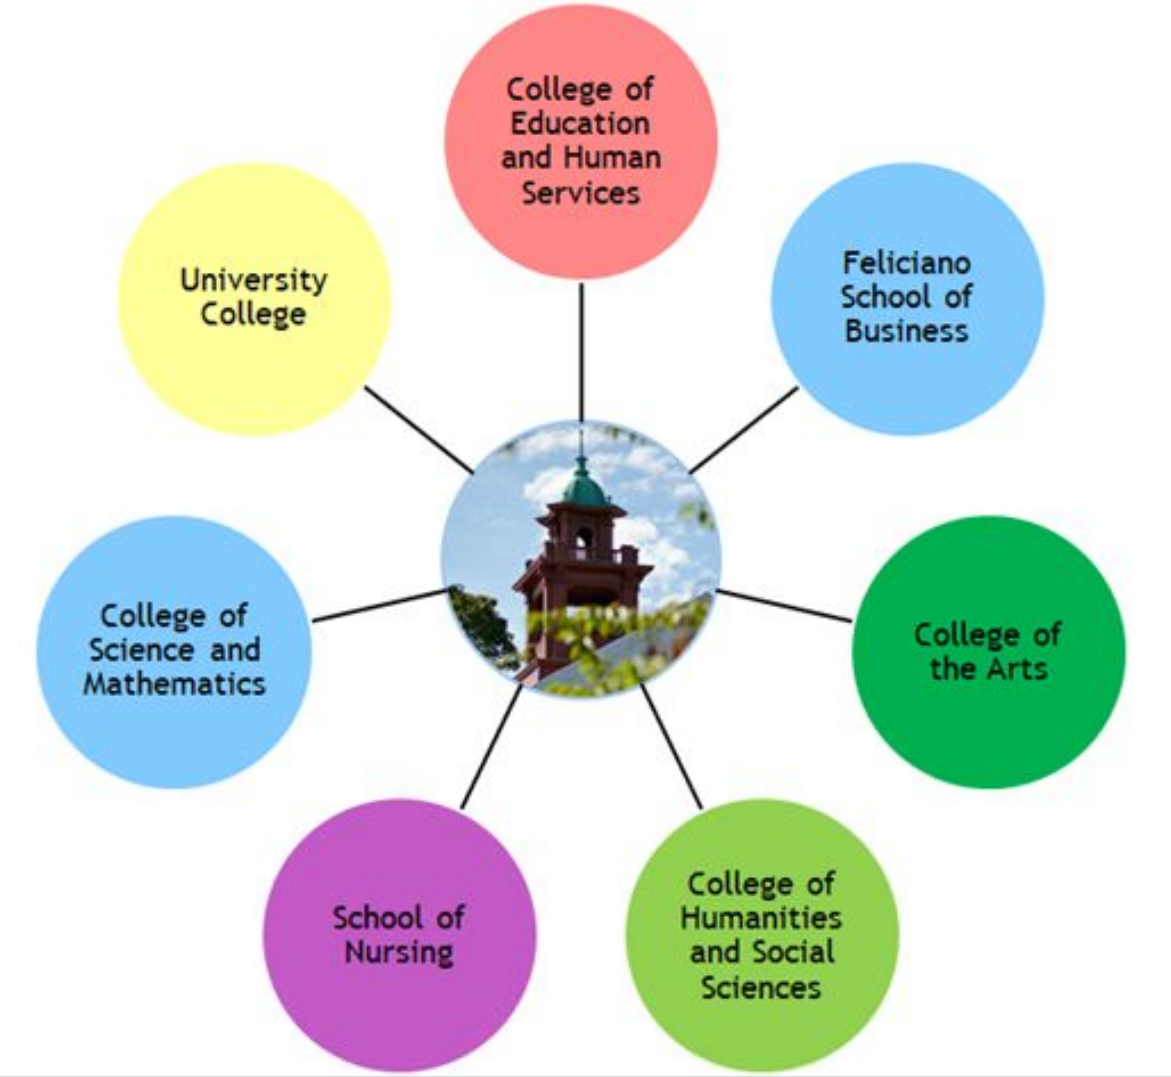 College of
Education
and Human
Services
Feliciano
School of
Business
College of
the Arts
College of
Humanities
and Social
Sciences
School of
Nursing
College of
Science and
Mathematics
University
College